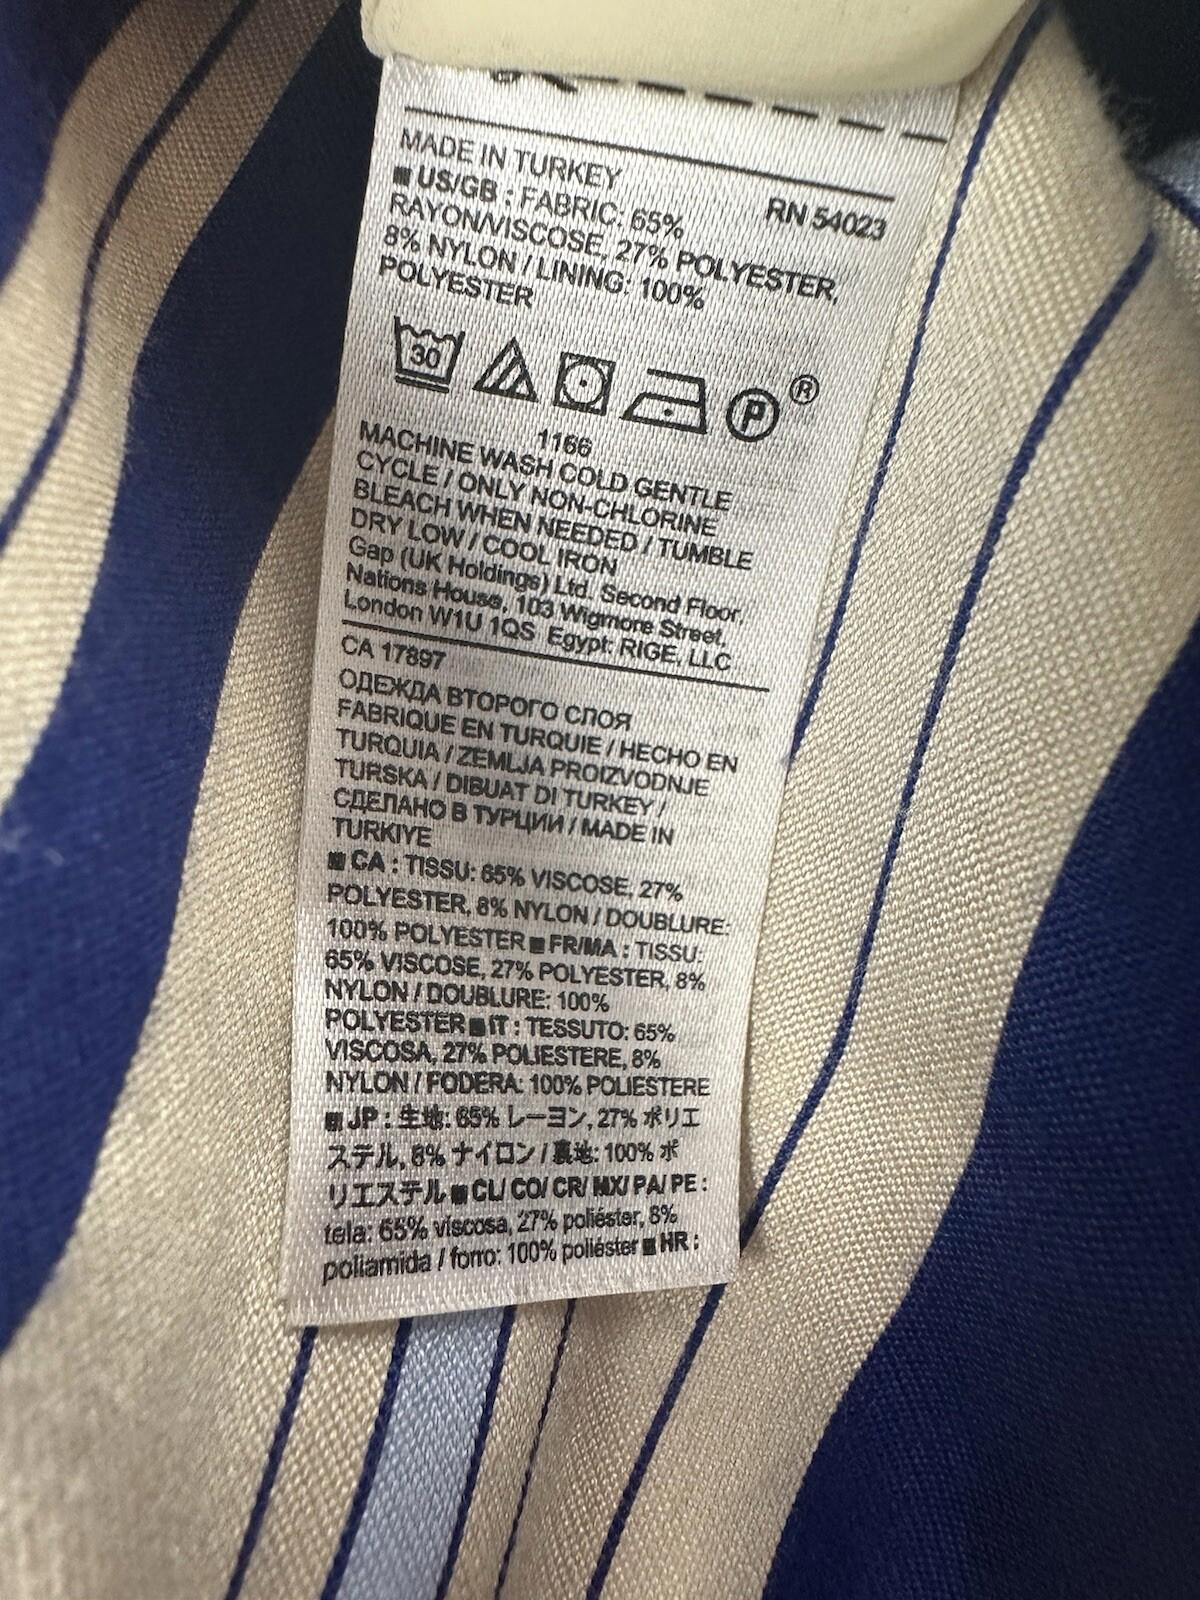 MADE IN TURKEY
RN 54023
■ US/GB : FABRIC: 65%
RAYON/VISCOSE, 27% POLYESTER,
8% NYLON / LINING: 100%
POLYESTER
30
P
®
1166
MACHINE WASH COLD GENTLE
CYCLE / ONLY NON-CHLORINE
BLEACH WHEN NEEDED / TUMBLE
DRY LOW / COOL IRON
Gap (UK Holdings) Ltd. Second Floor,
Nations House, 103 Wigmore Street,
London W1U 1QS Egypt: RIGE, LLC
CA 17897
ОДЕЖДА ВТОРОГО СЛОЯ
FABRIQUE EN TURQUIE / HECHO EN
TURQUIA / ZEMLJA PROIZVODNJE
TURSKA / DIBUAT DI TURKEY /
СДЕЛАНО В ТУРЦИИ / MADE IN
TURKIYE
■ CA : TISSU: 65% VISCOSE, 27%
POLYESTER, 8% NYLON / DOUBLURE:
100% POLYESTER ■ FR/MA : TISSU:
65% VISCOSE, 27% POLYESTER, 8%
NYLON / DOUBLURE: 100%
POLYESTER ■ IT : TESSUTO: 65%
VISCOSA, 27% POLIESTERE, 8%
NYLON / FODERA: 100% POLIESTERE
■ JP : 生地: 65% レーヨン, 27% ポリエ
ステル, 8% ナイロン / 裏地: 100% ポ
リエステル ■ CL/ CO/ CR/ MX/ PA/ PE :
tela: 65% viscosa, 27% poliéster, 8%
poliamida / forro: 100% poliéster ■ HR :